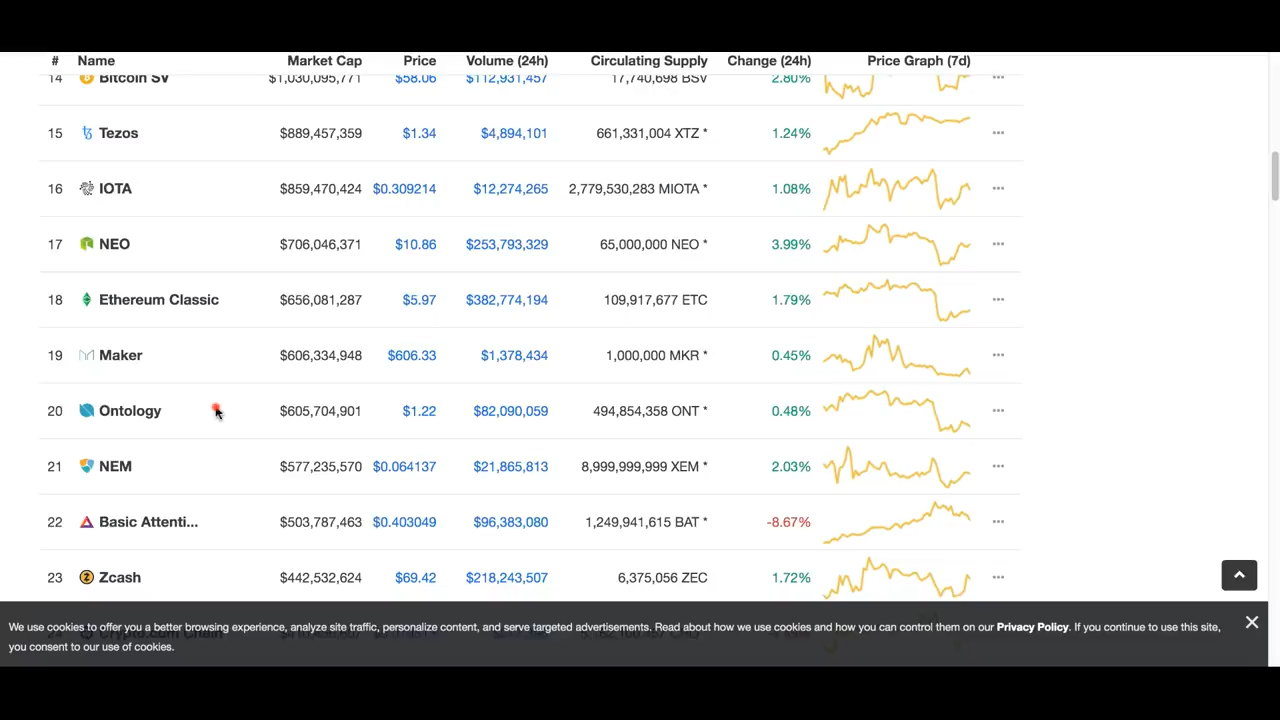 # Name Market Cap Price Volume (24h) Circulating Supply Change (24h) Price Graph (7d)
14 Bitcoin SV $1,030,095,771 $58.06 $112,931,457 17,740,698 BSV 2.80%
15 Tezos $889,457,359 $1.34 $4,894,101 661,331,004 XTZ * 1.24%
16 IOTA $859,470,424 $0.309214 $12,274,265 2,779,530,283 MIOTA * 1.08%
17 NEO $706,046,371 $10.86 $253,793,329 65,000,000 NEO * 3.99%
18 Ethereum Classic $656,081,287 $5.97 $382,774,194 109,917,677 ETC 1.79%
19 Maker $606,334,948 $606.33 $1,378,434 1,000,000 MKR * 0.45%
20 Ontology $605,704,901 $1.22 $82,090,059 494,854,358 ONT * 0.48%
21 NEM $577,235,570 $0.064137 $21,865,813 8,999,999,999 XEM * 2.03%
22 Basic Attenti... $503,787,463 $0.403049 $96,383,080 1,249,941,615 BAT * -8.67%
23 Zcash $442,532,624 $69.42 $218,243,507 6,375,056 ZEC 1.72%
24 Crypto.com Chain
We use cookies to offer you a better browsing experience, analyze site traffic, personalize content, and serve targeted advertisements. Read about how we use cookies and how you can control them on our Privacy Policy. If you continue to use this site,
you consent to our use of cookies.